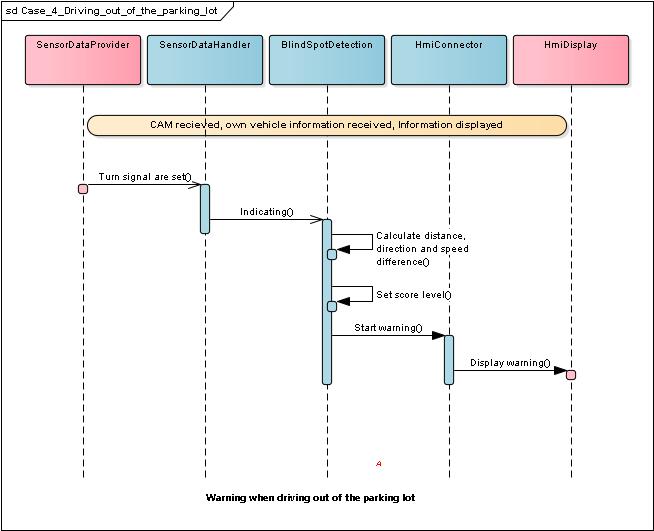 sd Case_4_Driving_out_of_the_parking_lot
SensorDataProvider
SensorDataHandler
BlindSpotDetection
HmiConnector
HmiDisplay
CAM recieved, own vehicle information received, Information displayed
Turn signal are set()
Indicating()
Calculate distance,
direction and speed
difference()
Set score level()
Start warning()
Display warning()
A
Warning when driving out of the parking lot